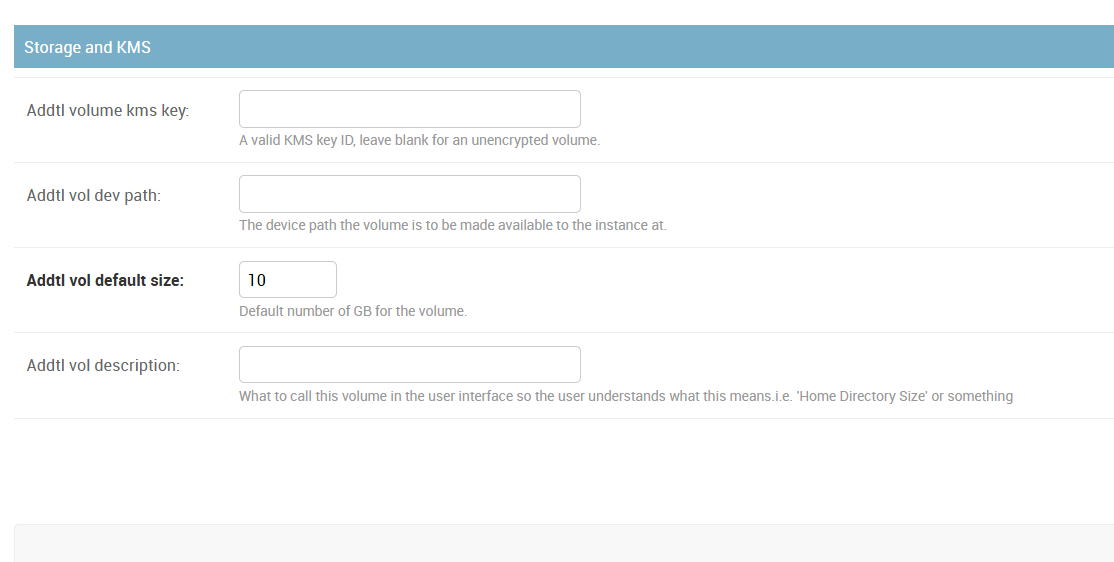 Storage and KMS
Addtl volume kms key:
A valid KMS key ID, leave blank for an unencrypted volume.
Addtl vol dev path:
The device path the volume is to be made available to the instance at.
Addtl vol default size:
10
Default number of GB for the volume.
Addtl vol description:
What to call this volume in the user interface so the user understands what this means.i.e. 'Home Directory Size' or something